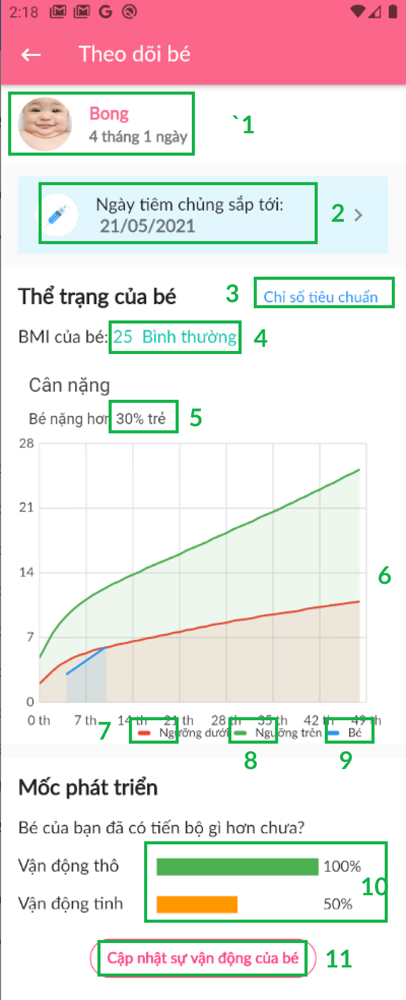 2:18
Theo dõi bé
Bong
4 tháng 1 ngày
`1
Ngày tiêm chủng sắp tới:
21/05/2021
2
Thể trạng của bé
3
Chỉ số tiêu chuẩn
BMI của bé: 25 Bình thường
4
Cân nặng
Bé nặng hơn 30% trẻ
5
28
21
14
7
0
6
0 th 7 th 14 th 21 th 28 th 35 th 42 th 49 th
7
Ngưỡng dưới Ngưỡng trên Bé
8 9
Mốc phát triển
Bé của bạn đã có tiến bộ gì hơn chưa?
Vận động thô 100%
10
Vận động tinh 50%
Cập nhật sự vận động của bé
11